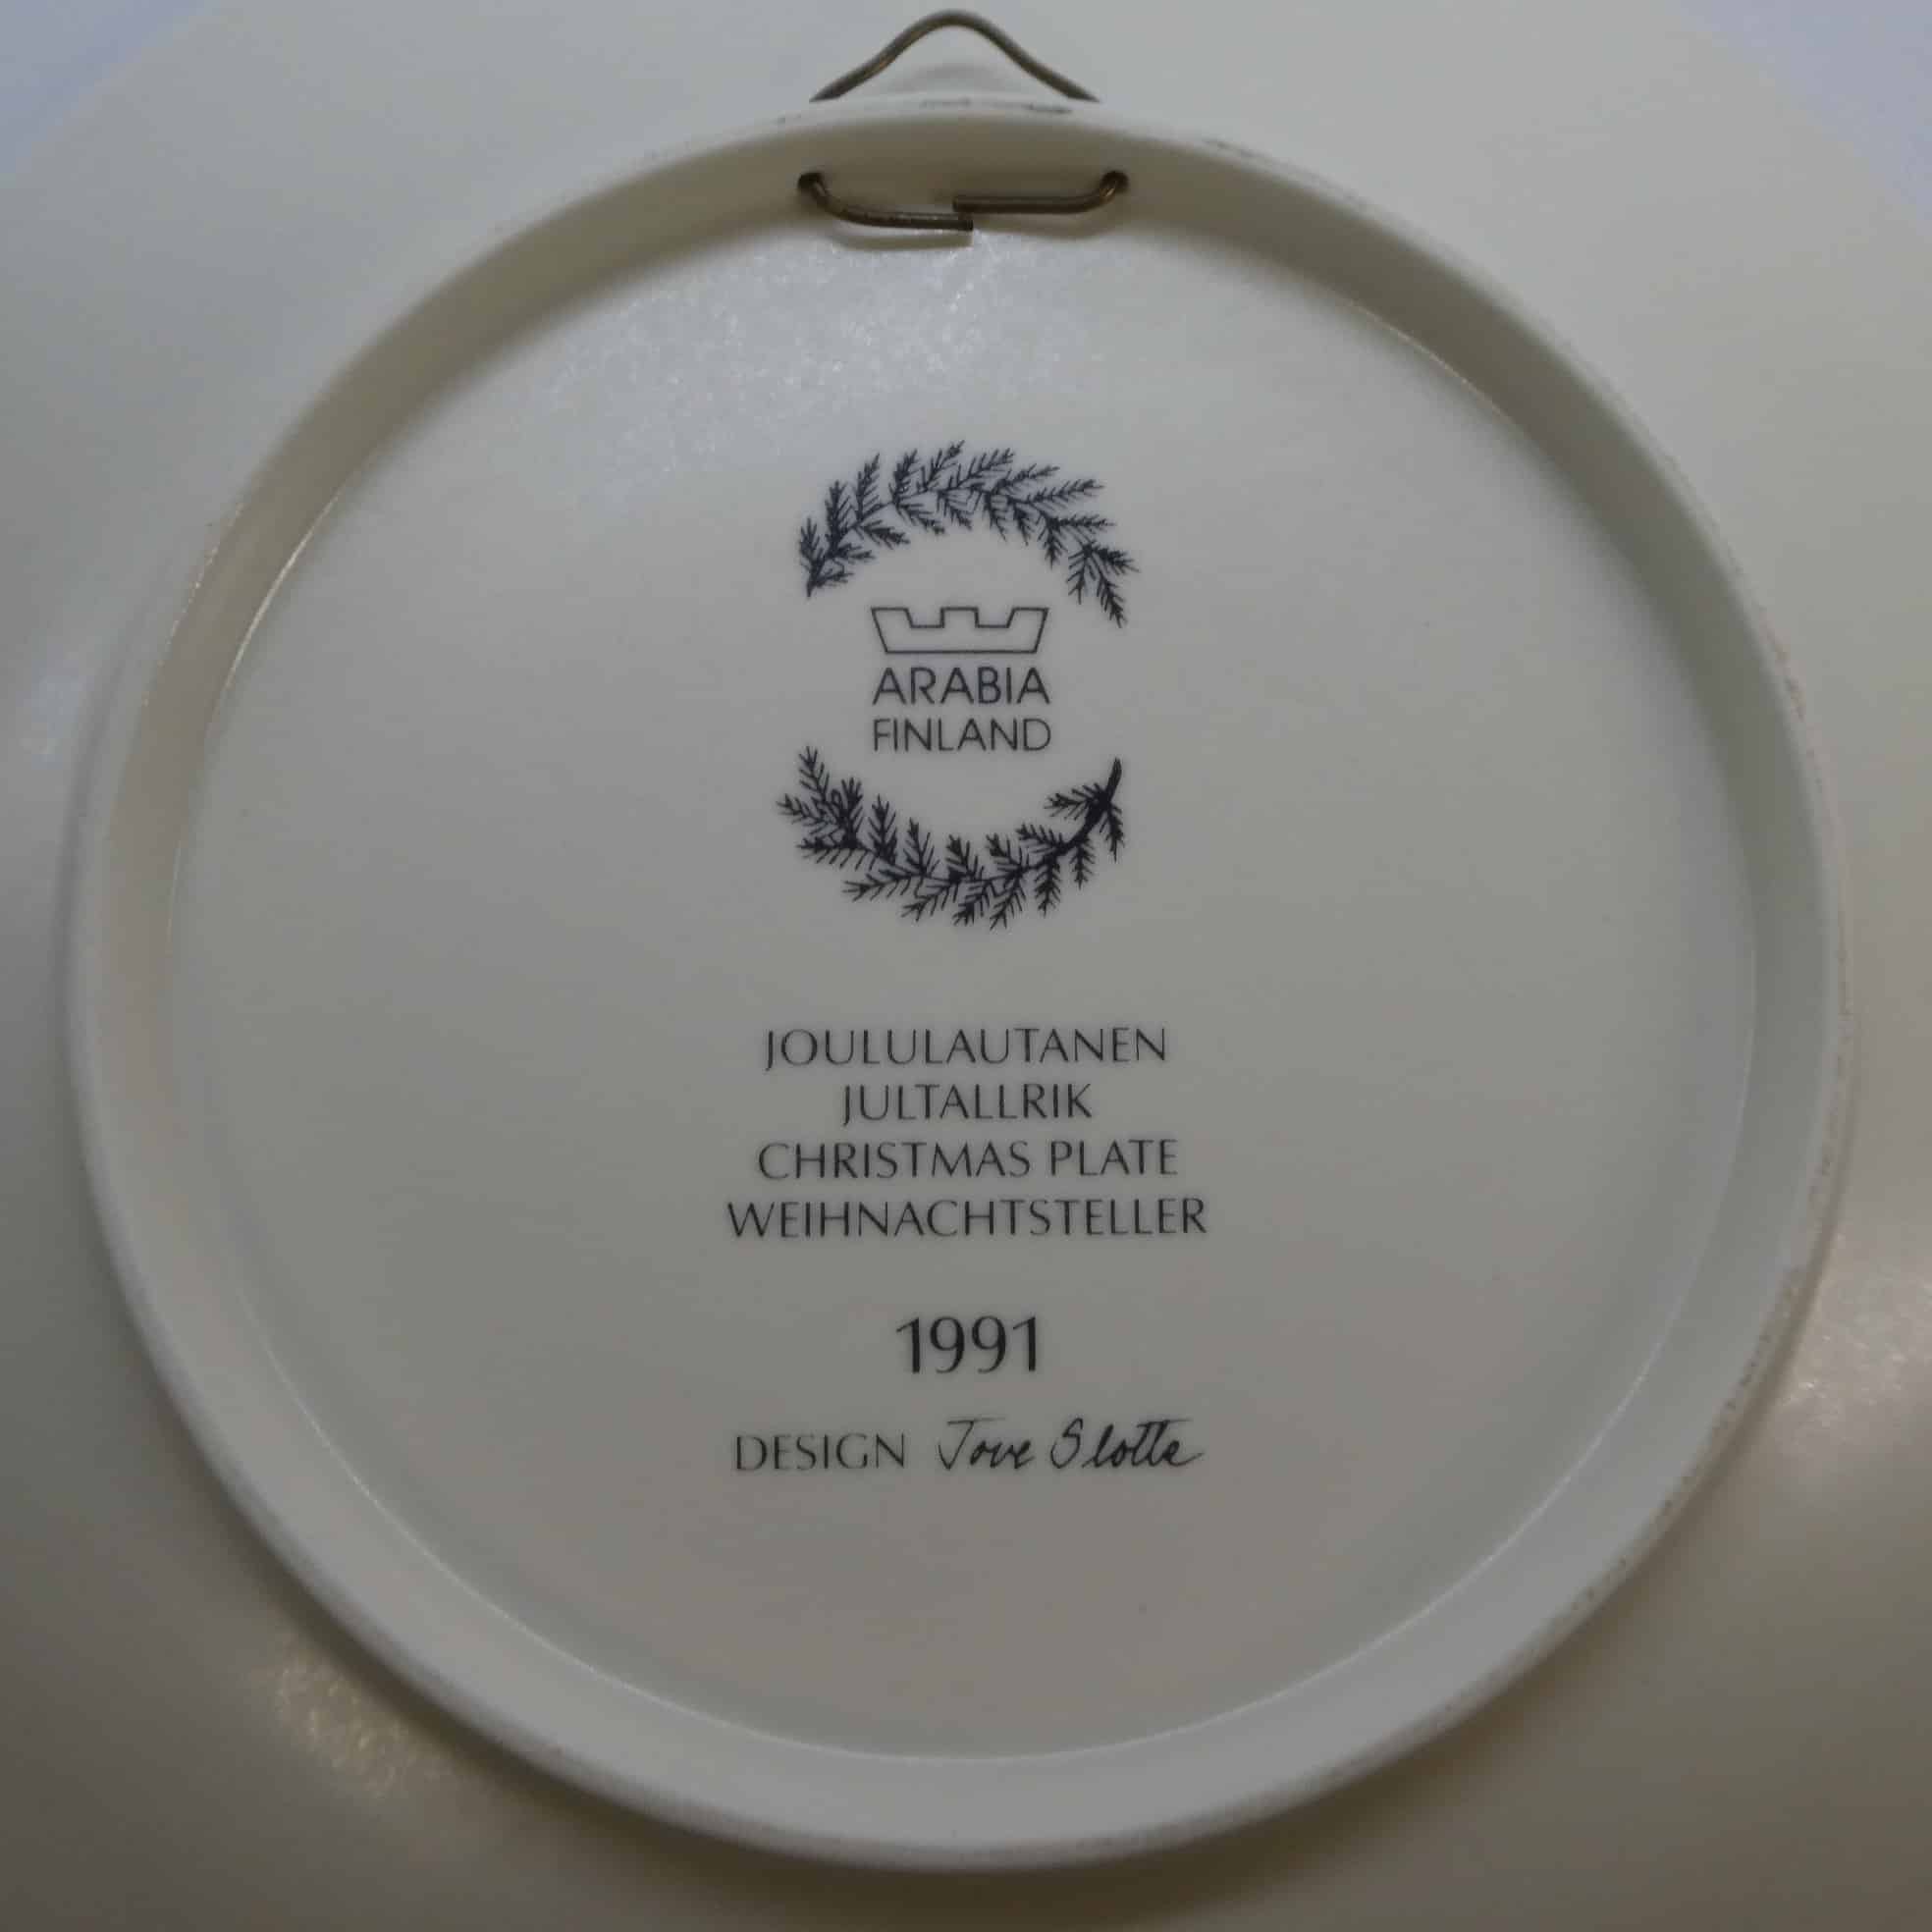 ARABIA
FINLAND
JOULULAUTANEN
JULTALLRIK
CHRISTMAS PLATE
WEIHNACHTSTELLER
1991
DESIGN Tove Slotte